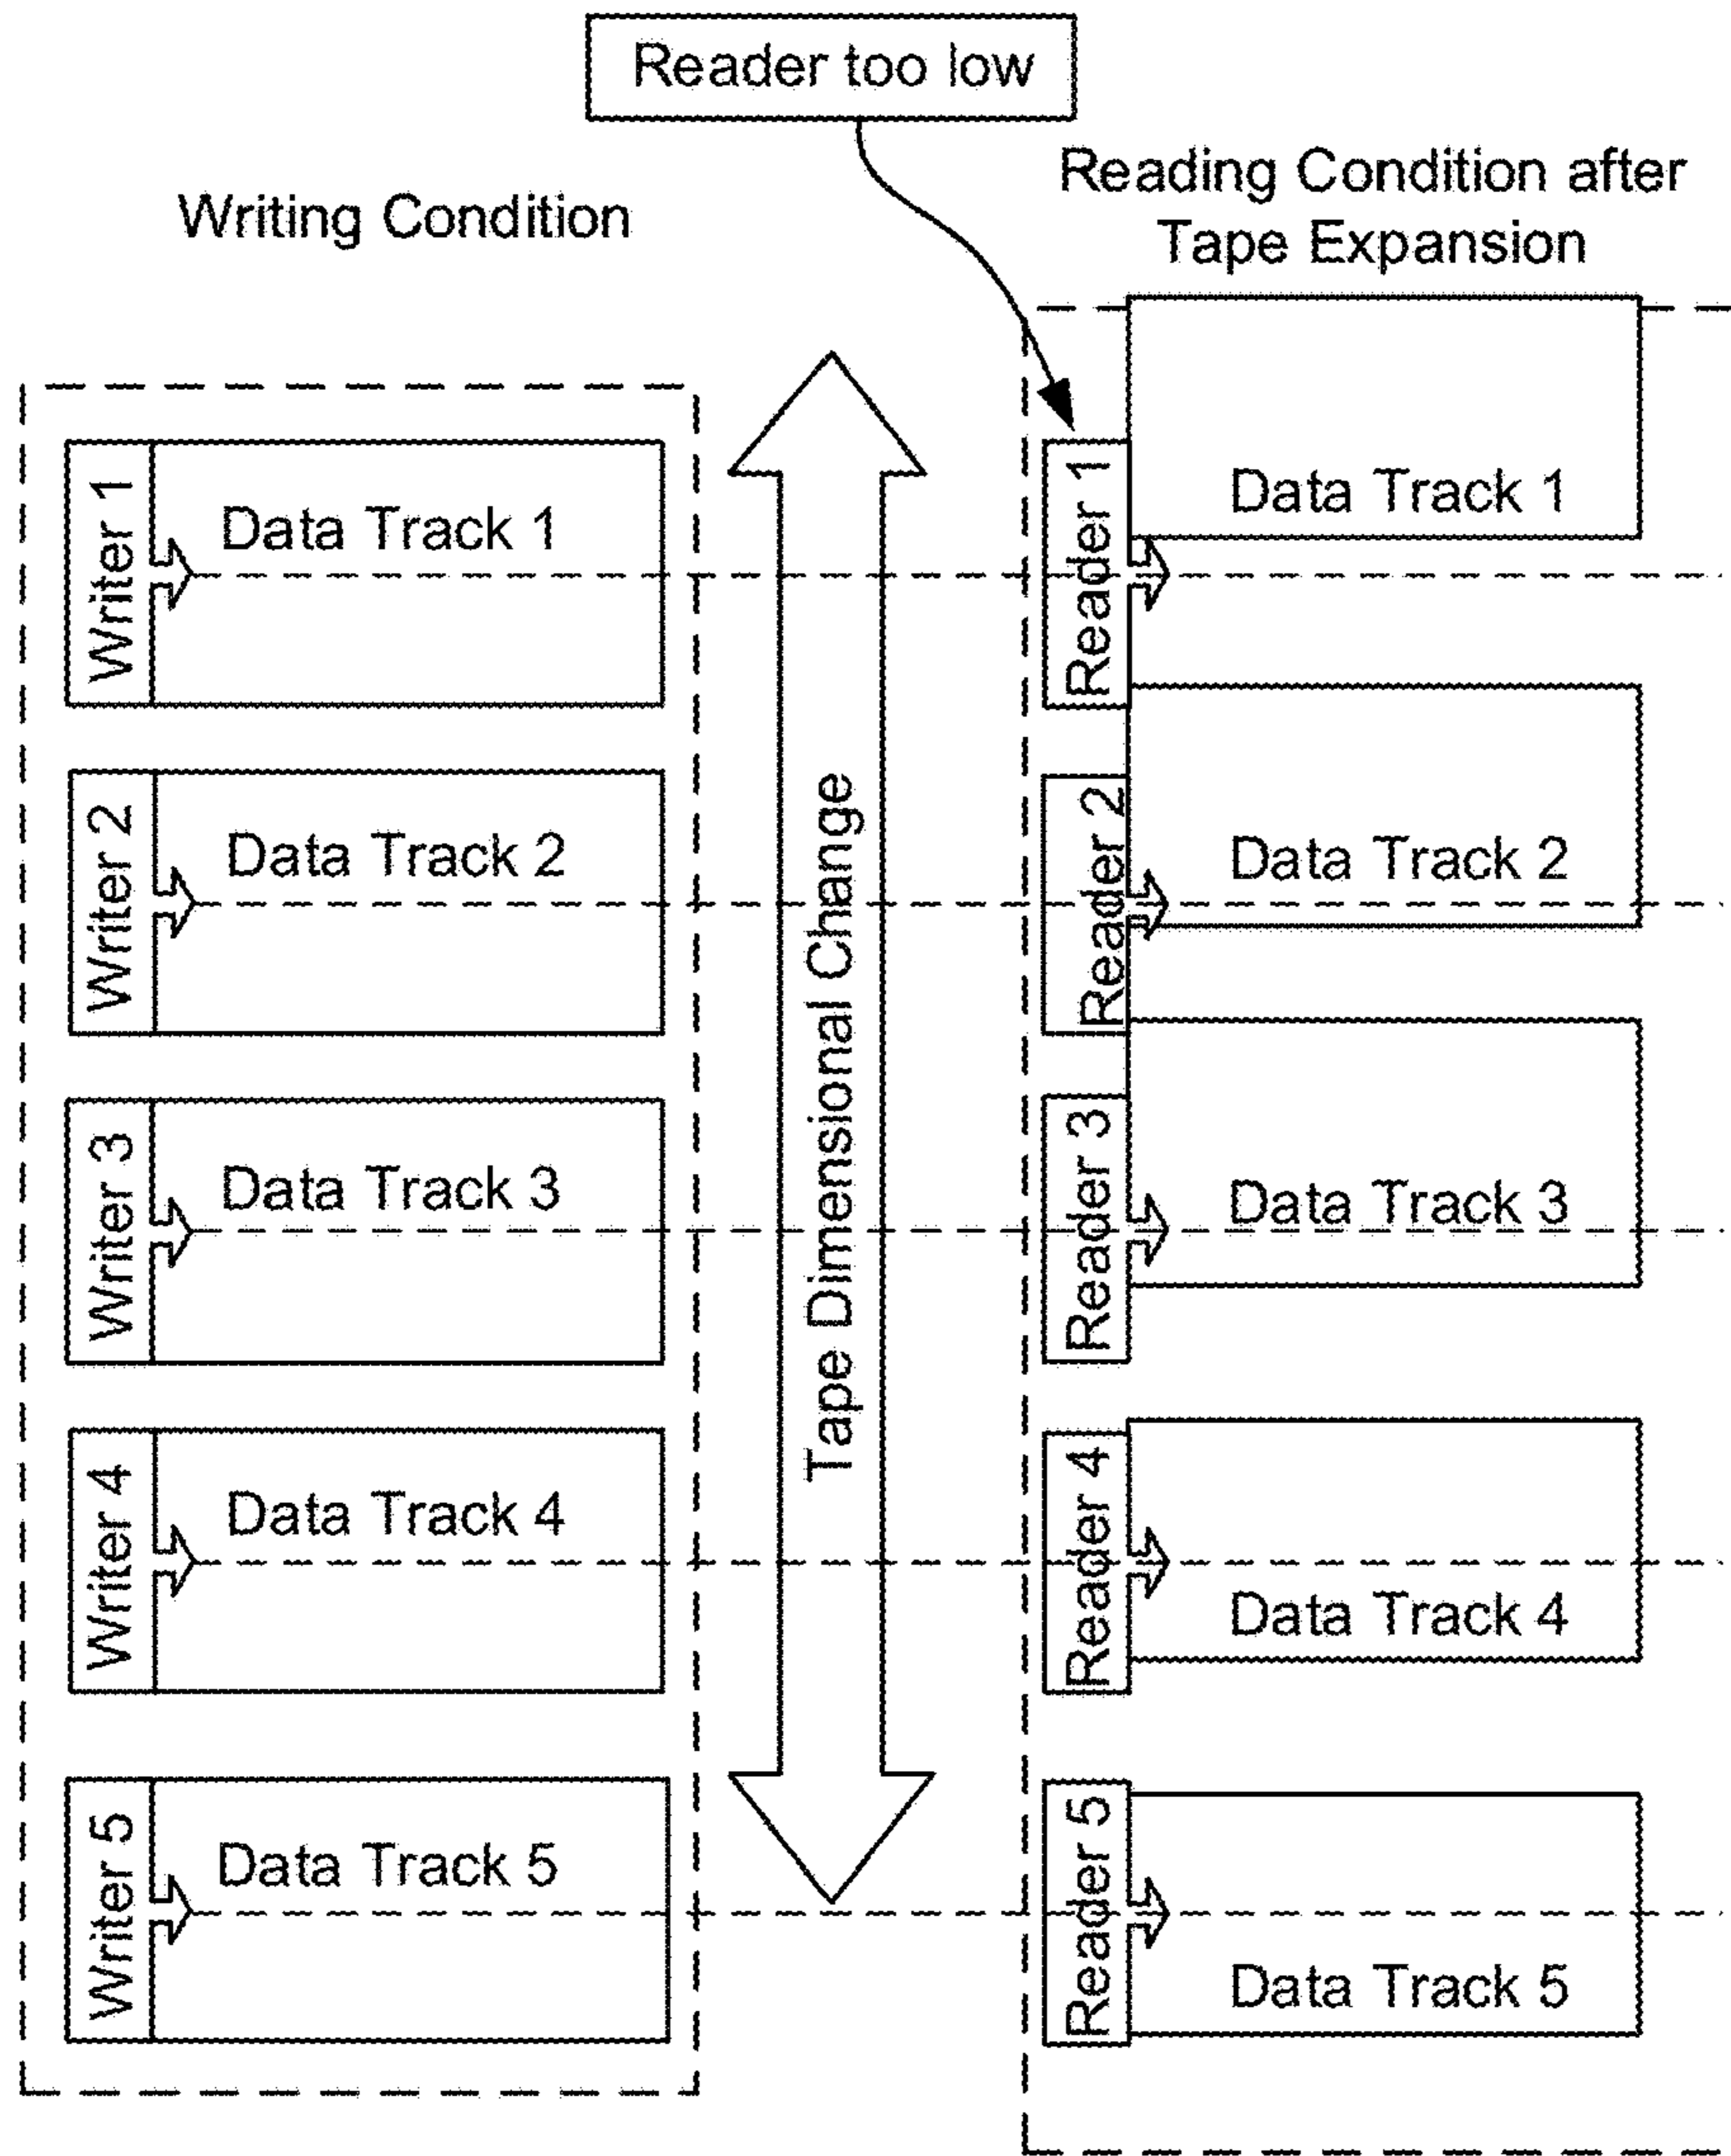 Reader too low
Writing Condition
Reading Condition after
Tape Expansion
Writer 1
Data Track 1
Writer 2
Data Track 2
Writer 3
Data Track 3
Writer 4
Data Track 4
Writer 5
Data Track 5
Tape Dimensional Change
Reader 1
Data Track 1
Reader 2
Data Track 2
Reader 3
Data Track 3
Reader 4
Data Track 4
Reader 5
Data Track 5